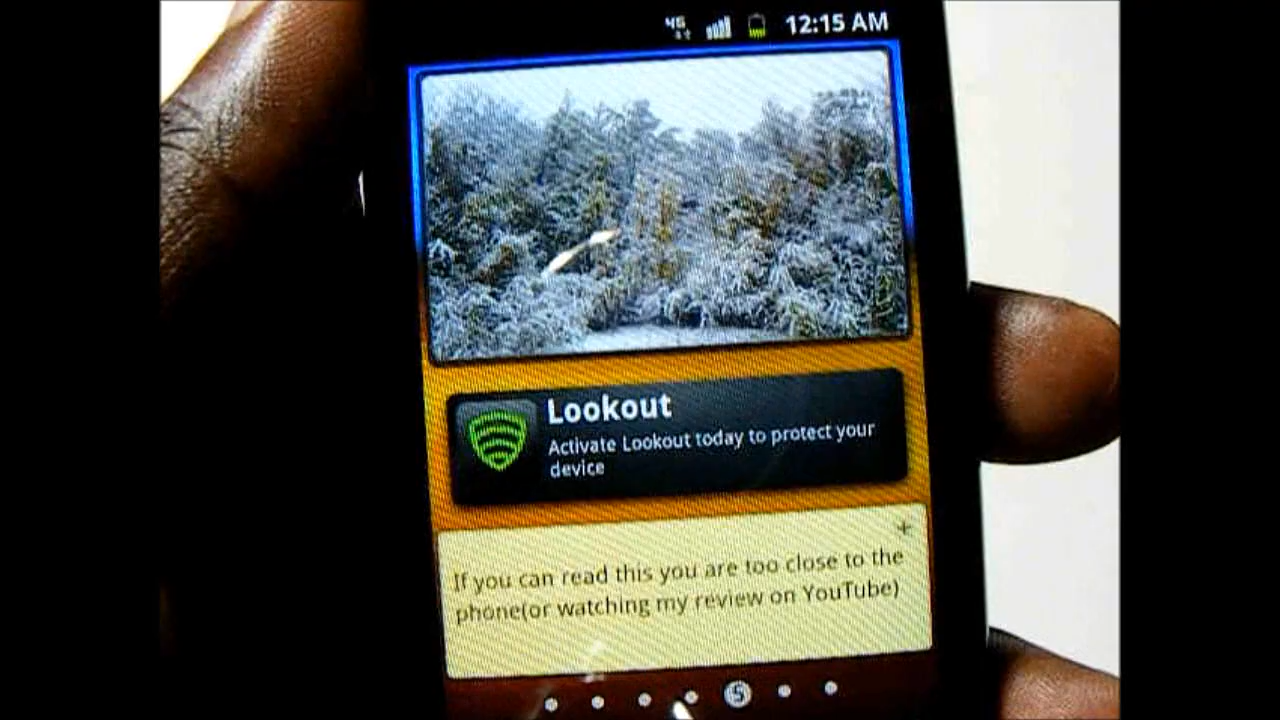 4G 12:15 AM
Lookout
Activate Lookout today to protect your
device
+
If you can read this you are too close to the
phone(or watching my review on YouTube)
5